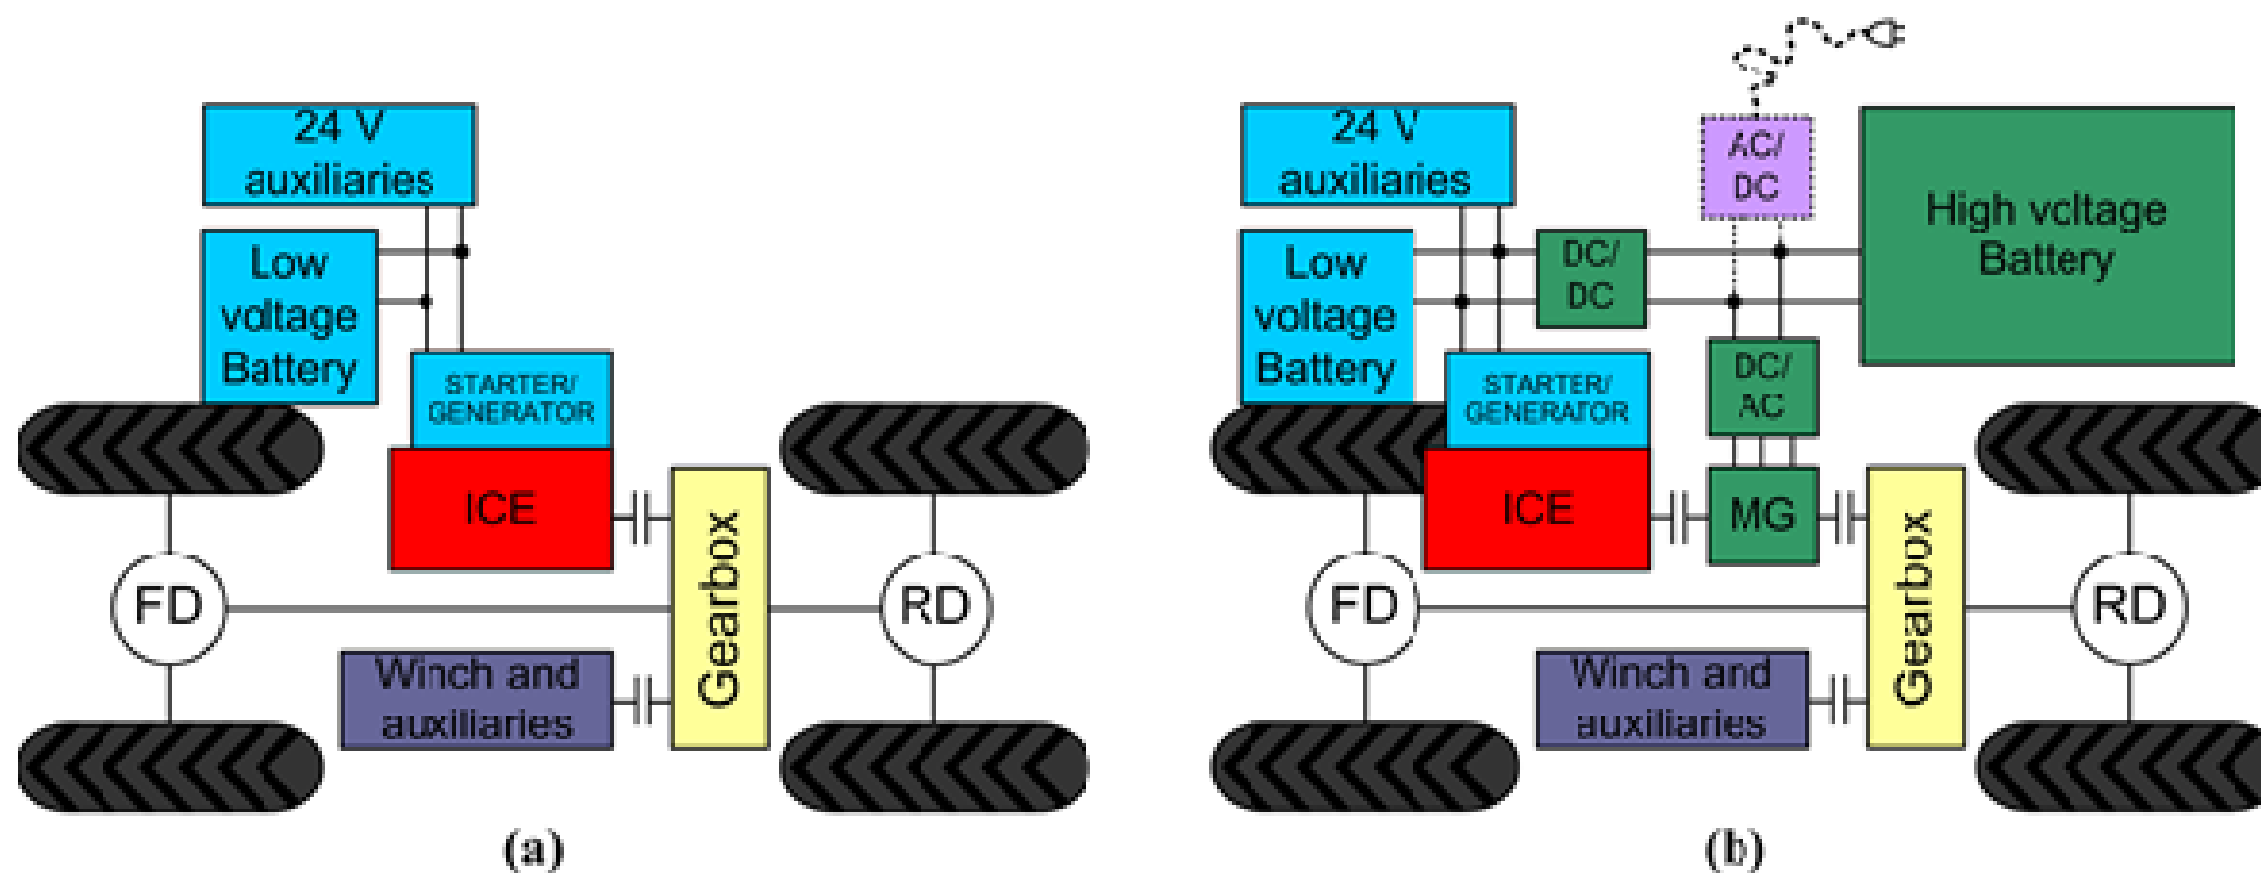 24 V
auxiliaries
Low
voltage
Battery
STARTER/
GENERATOR
ICE
FD
RD
Gearbox
Winch and
auxiliaries
(a)
24 V
auxiliaries
AC/
DC
High voltage
Battery
Low
voltage
Battery
DC/
DC
DC/
AC
STARTER/
GENERATOR
ICE
MG
FD
RD
Gearbox
Winch and
auxiliaries
(b)